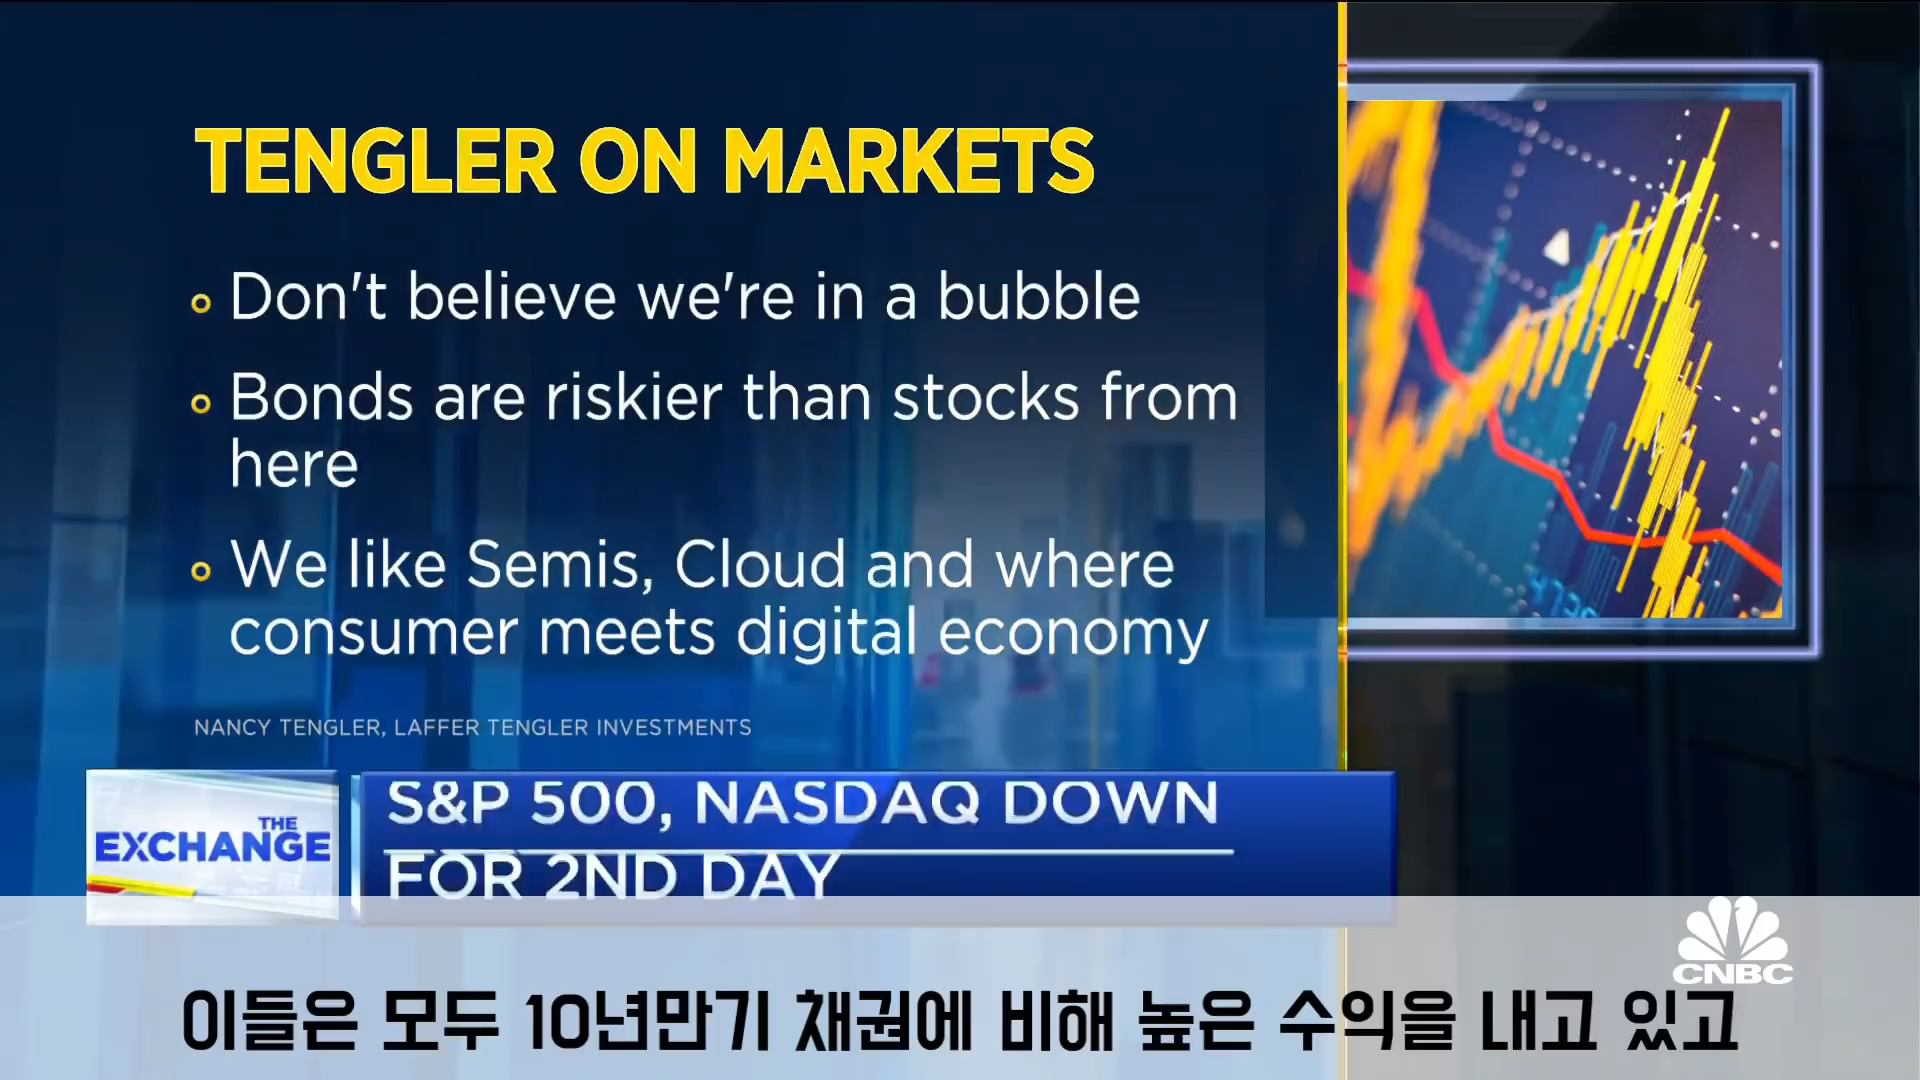 TENGLER ON MARKETS
Don't believe we're in a bubble
Bonds are riskier than stocks from
here
We like Semis, Cloud and where
consumer meets digital economy
NANCY TENGLER, LAFFER TENGLER INVESTMENTS
THE
EXCHANGE
S&P 500, NASDAQ DOWN
FOR 2ND DAY
CNBC
이들은 모두 10년만기 채권에 비해 높은 수익을 내고 있고